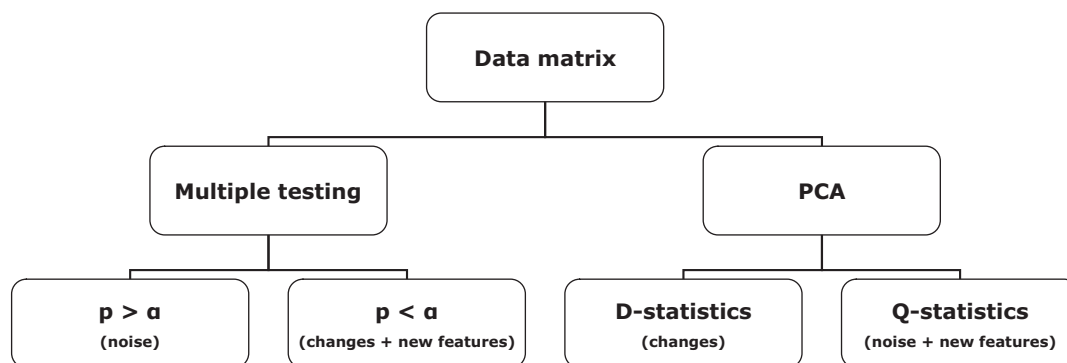 Data matrix
Multiple testing
PCA
p > α
(noise)
p < α
(changes + new features)
D-statistics
(changes)
Q-statistics
(noise + new features)